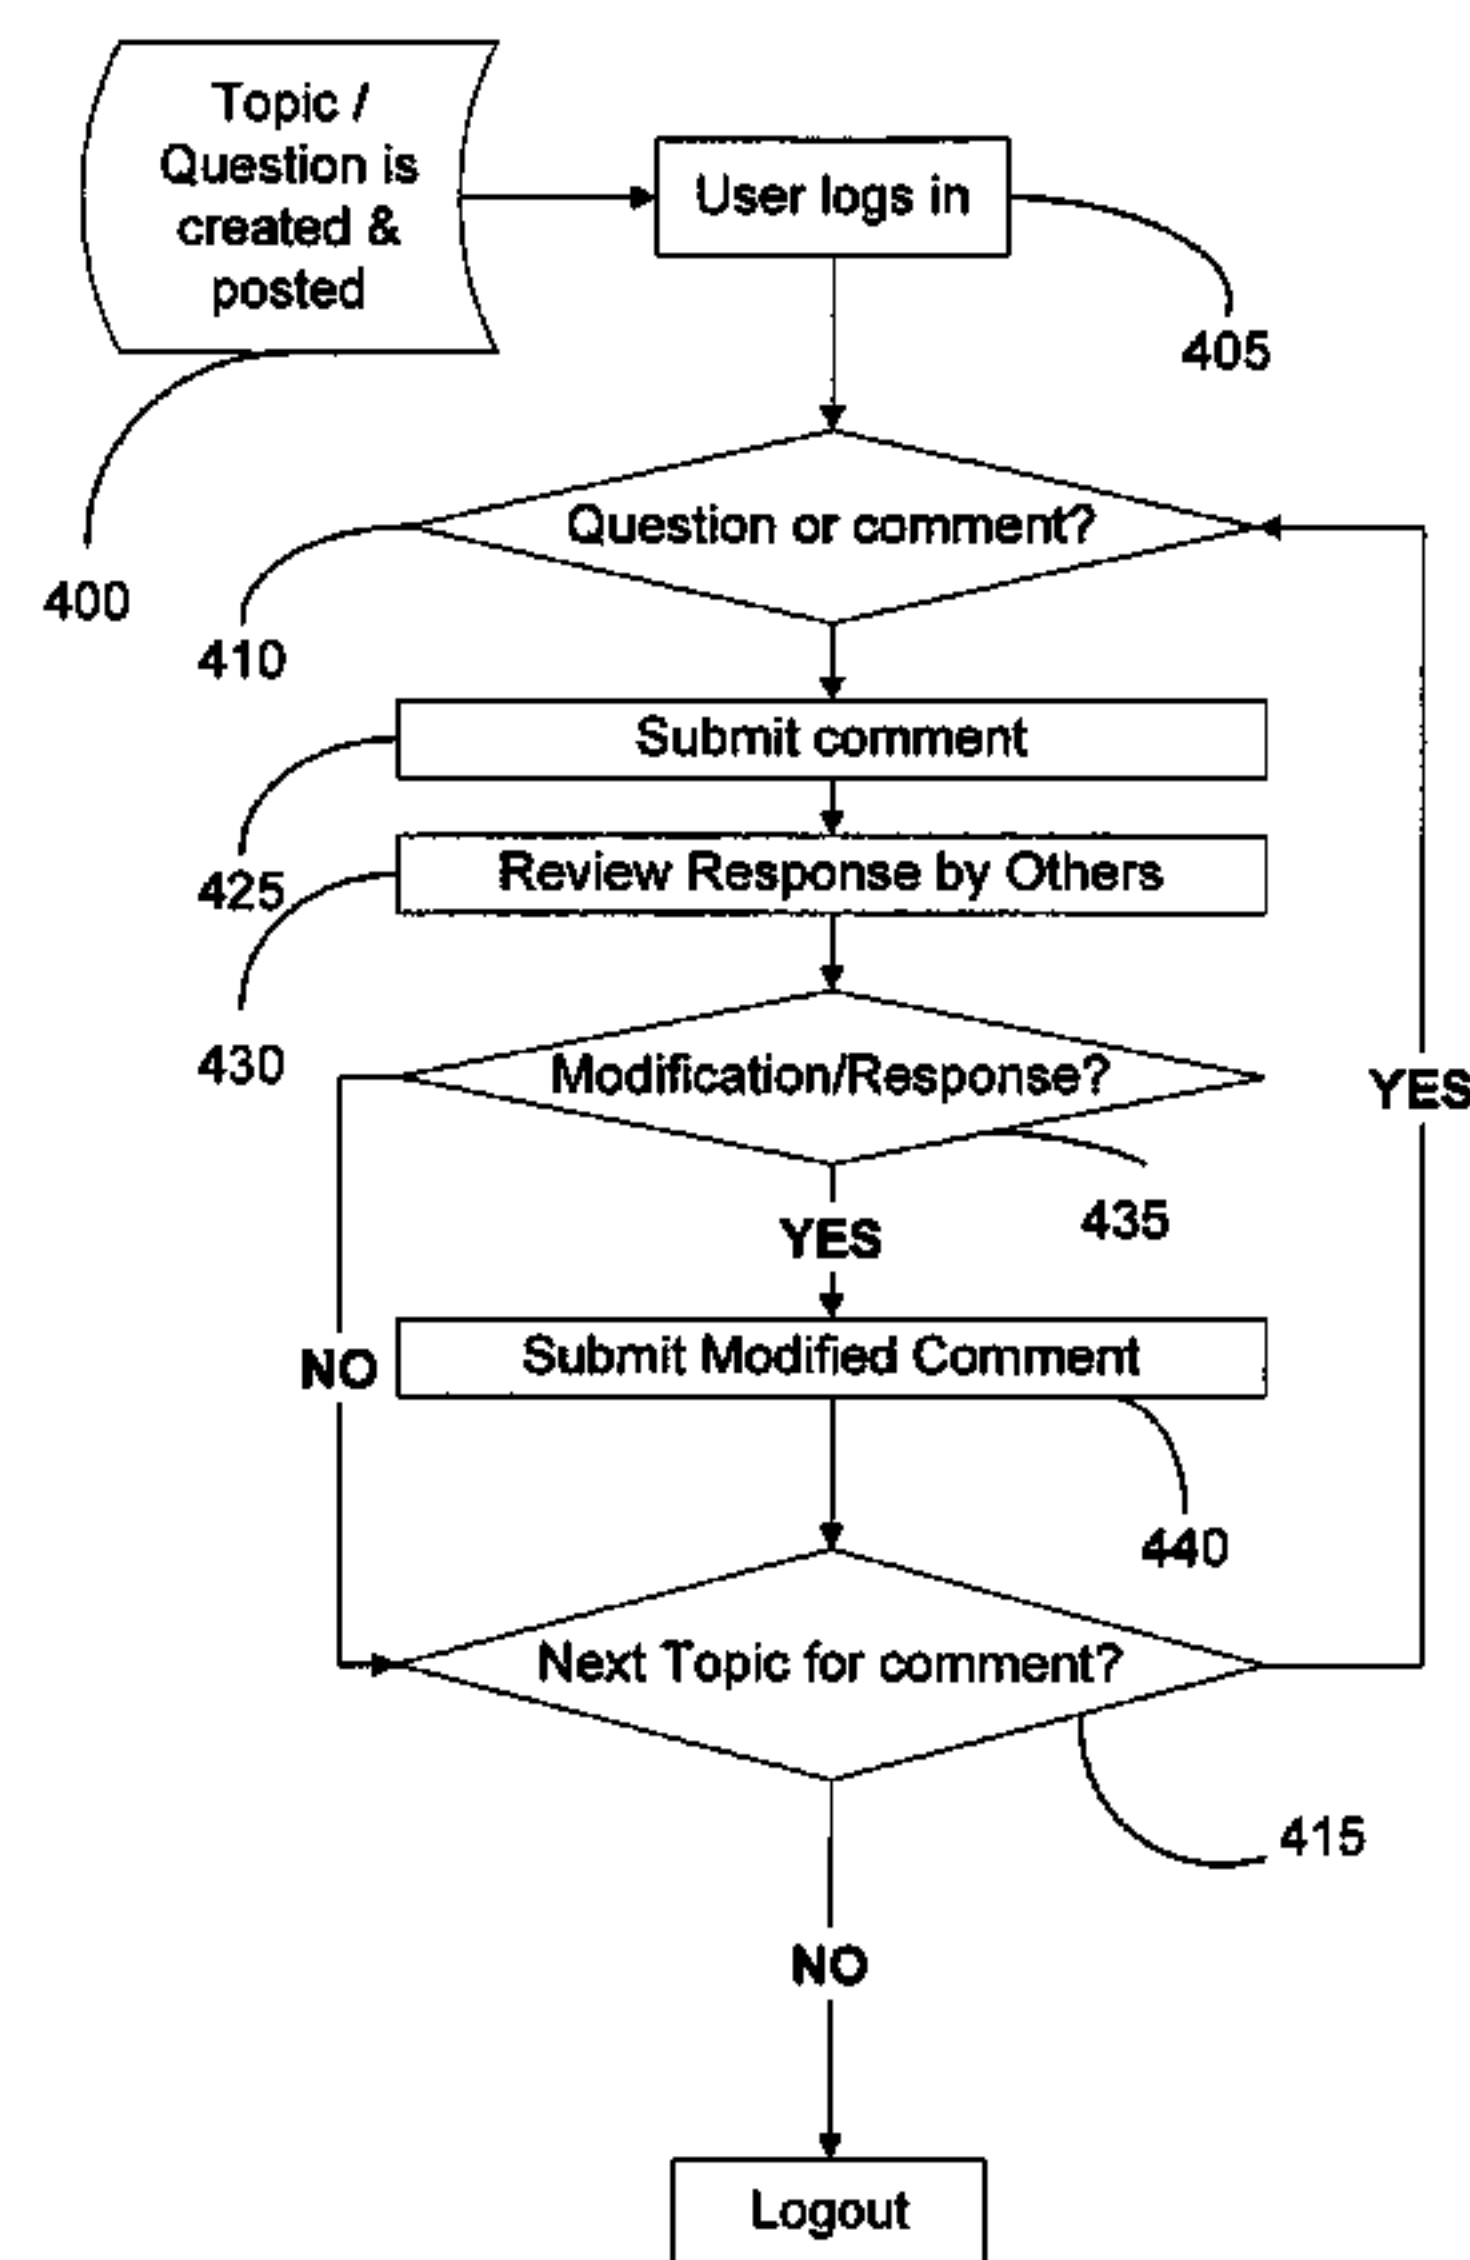 Topic /
Question is
created &
posted
User logs in
405
400
Question or comment?
410
Submit comment
425
Review Response by Others
430
Modification/Response?
YES
435
YES
NO
Submit Modified Comment
440
Next Topic for comment?
415
NO
Logout